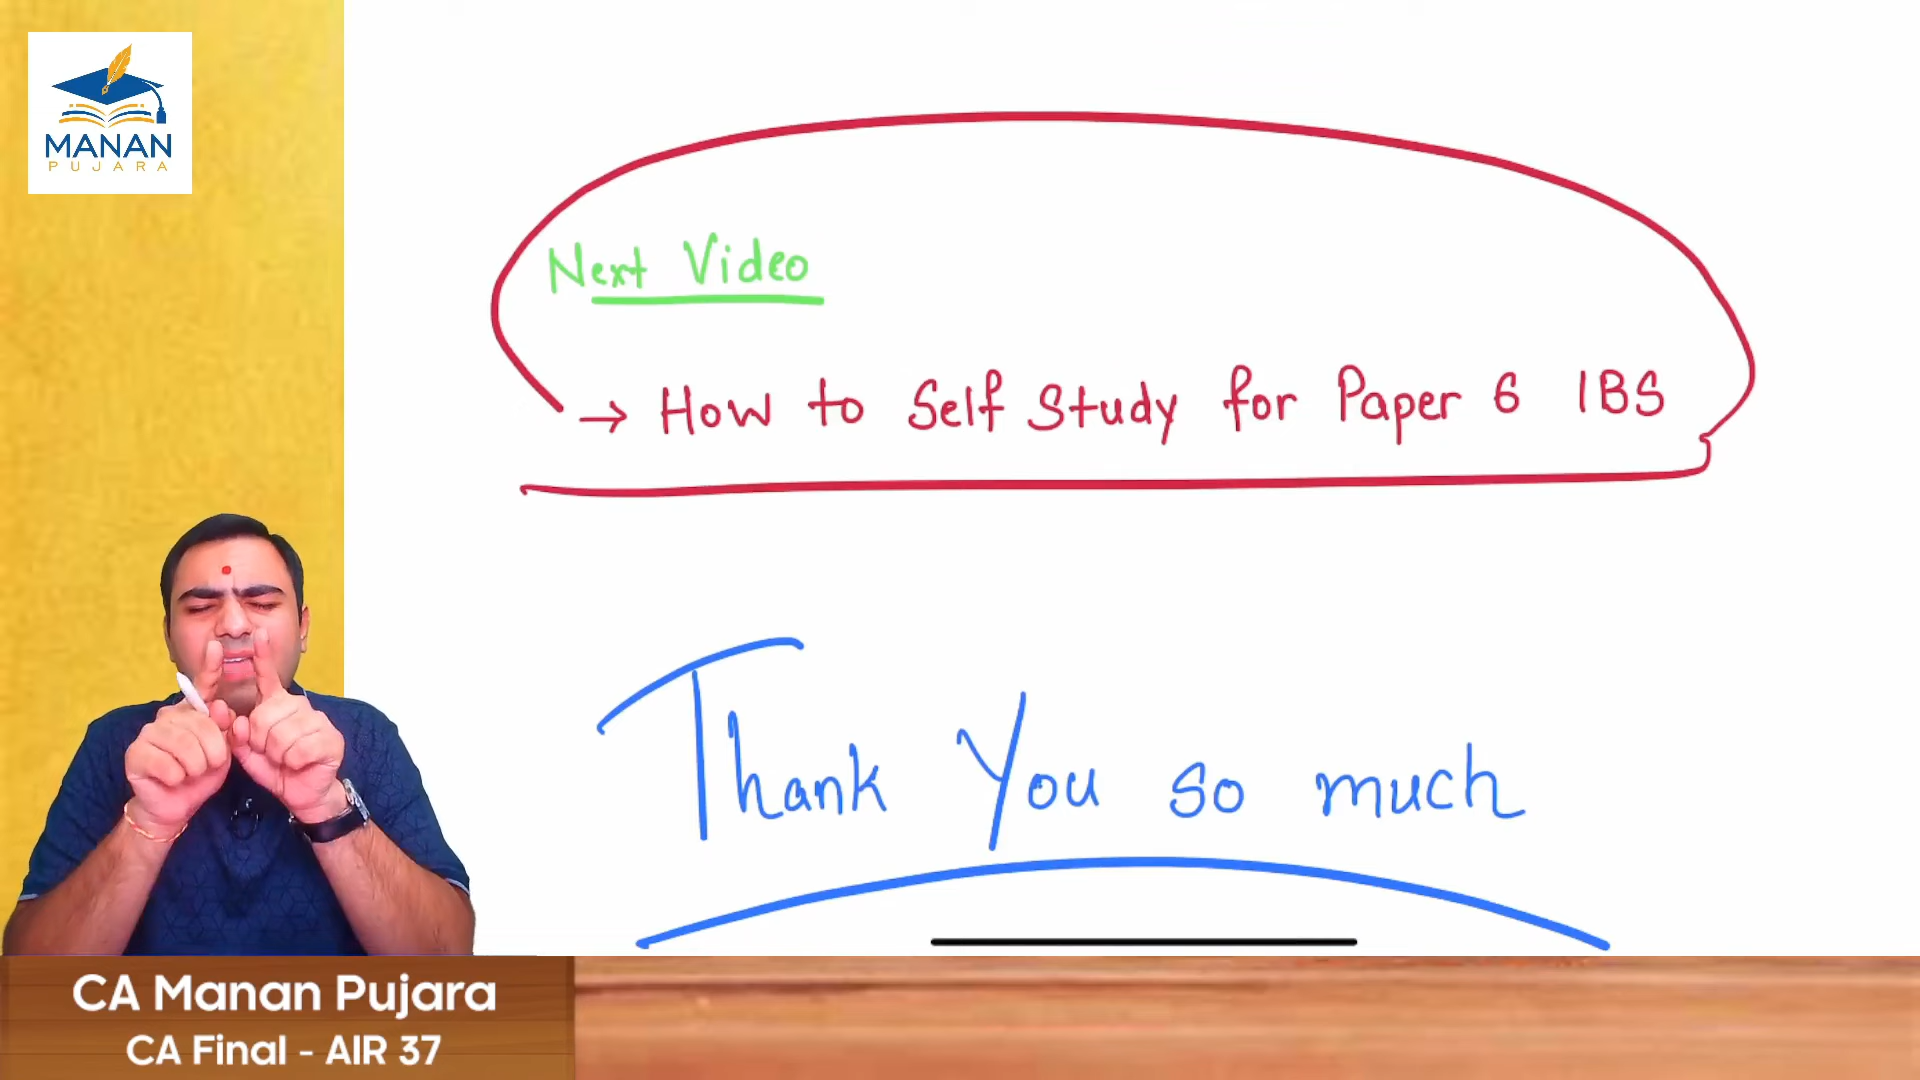 MANAN
PUJARA
Next Video
→ How to Self Study for Paper 6 IBS
Thank You so much
CA Manan Pujara
CA Final - AIR 37